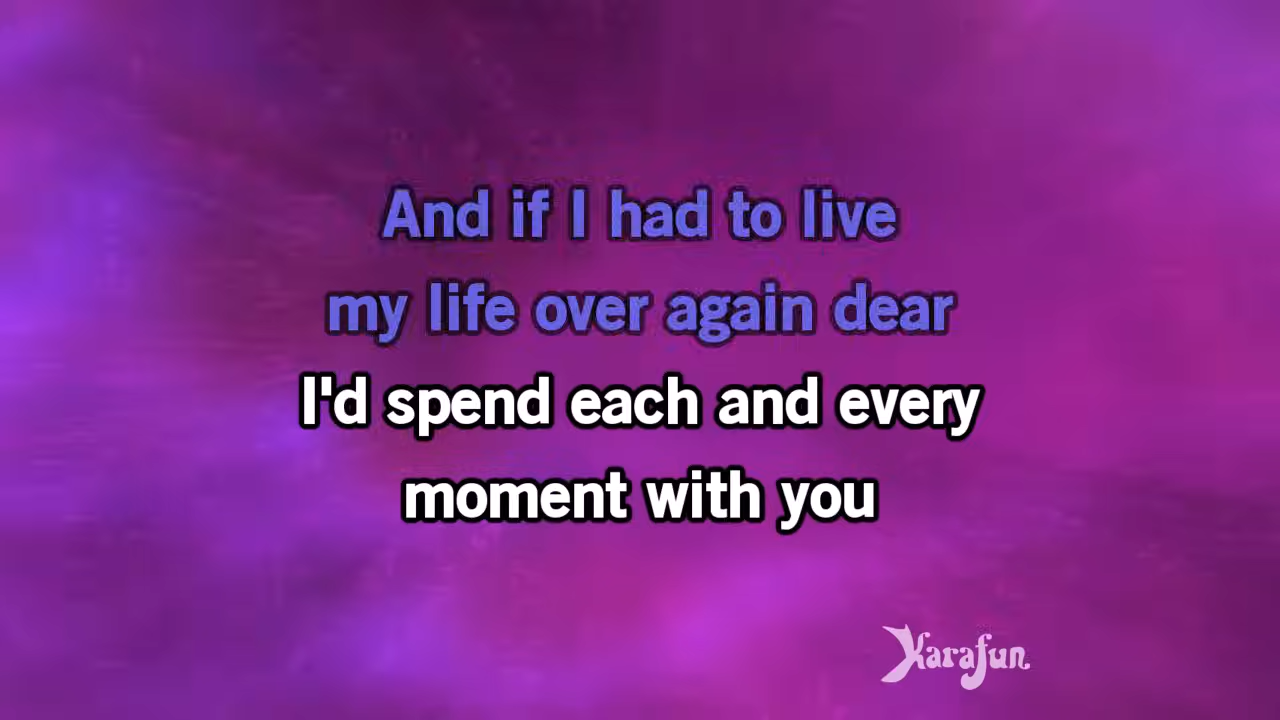 And if I had to live
my life over again dear
I'd spend each and every
moment with you
Karafun